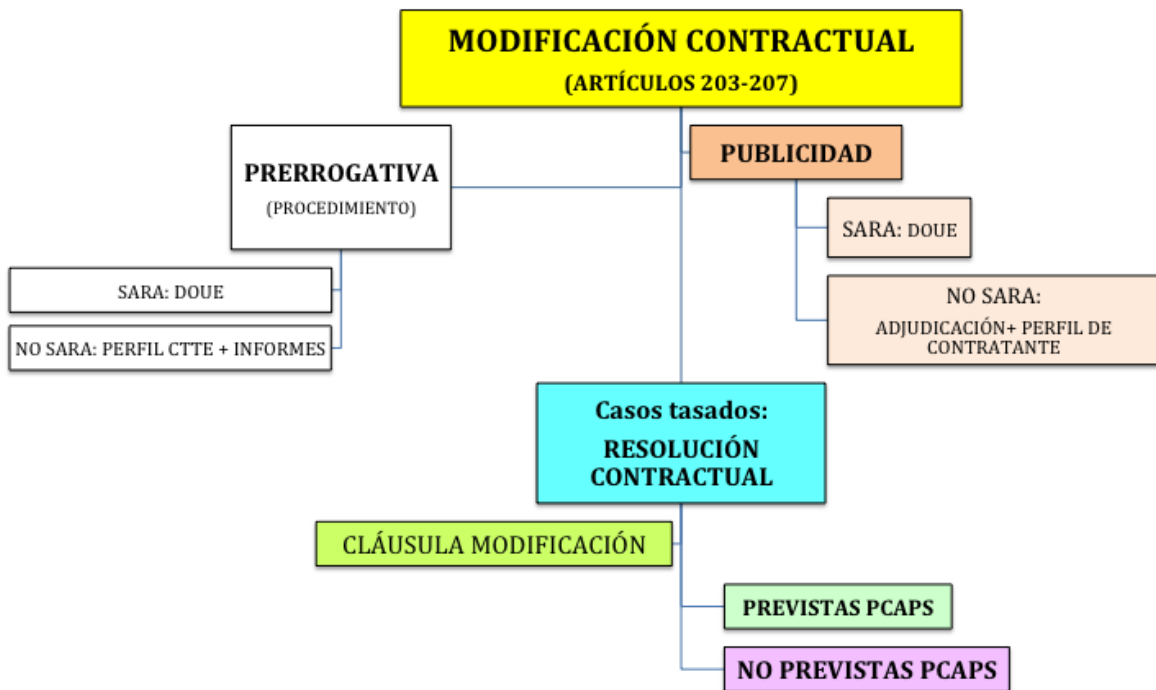 MODIFICACIÓN CONTRACTUAL
(ARTÍCULOS 203-207)
PRERROGATIVA
(PROCEDIMIENTO)
SARA: DOUE
NO SARA: PERFIL CTTE + INFORMES
PUBLICIDAD
SARA: DOUE
NO SARA:
ADJUDICACIÓN+ PERFIL DE
CONTRATANTE
Casos tasados:
RESOLUCIÓN
CONTRACTUAL
CLÁUSULA MODIFICACIÓN
PREVISTAS PCAPS
NO PREVISTAS PCAPS